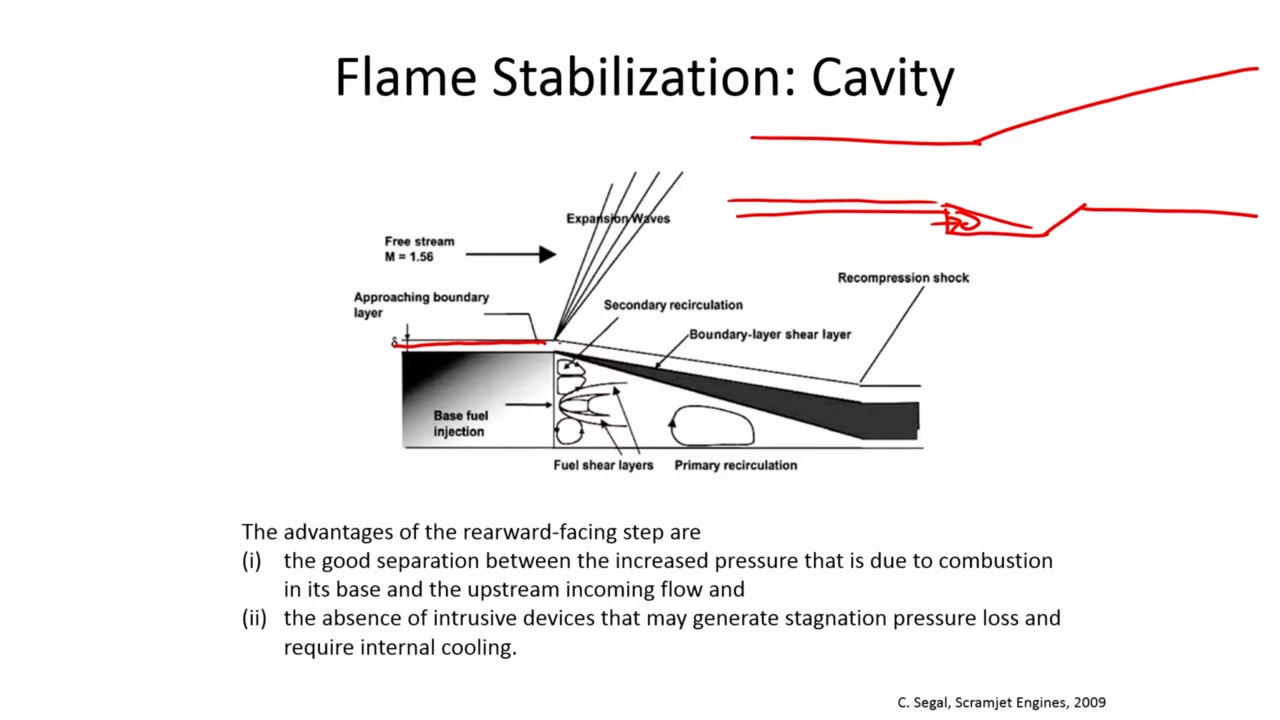 Flame Stabilization: Cavity
Expansion Waves
Free stream
M = 1.56
Recompression shock
Approaching boundary
layer
Secondary recirculation
Boundary-layer shear layer
δ
Base fuel
injection
Fuel shear layers
Primary recirculation
The advantages of the rearward-facing step are
(i) the good separation between the increased pressure that is due to combustion
in its base and the upstream incoming flow and
(ii) the absence of intrusive devices that may generate stagnation pressure loss and
require internal cooling.
C. Segal, Scramjet Engines, 2009